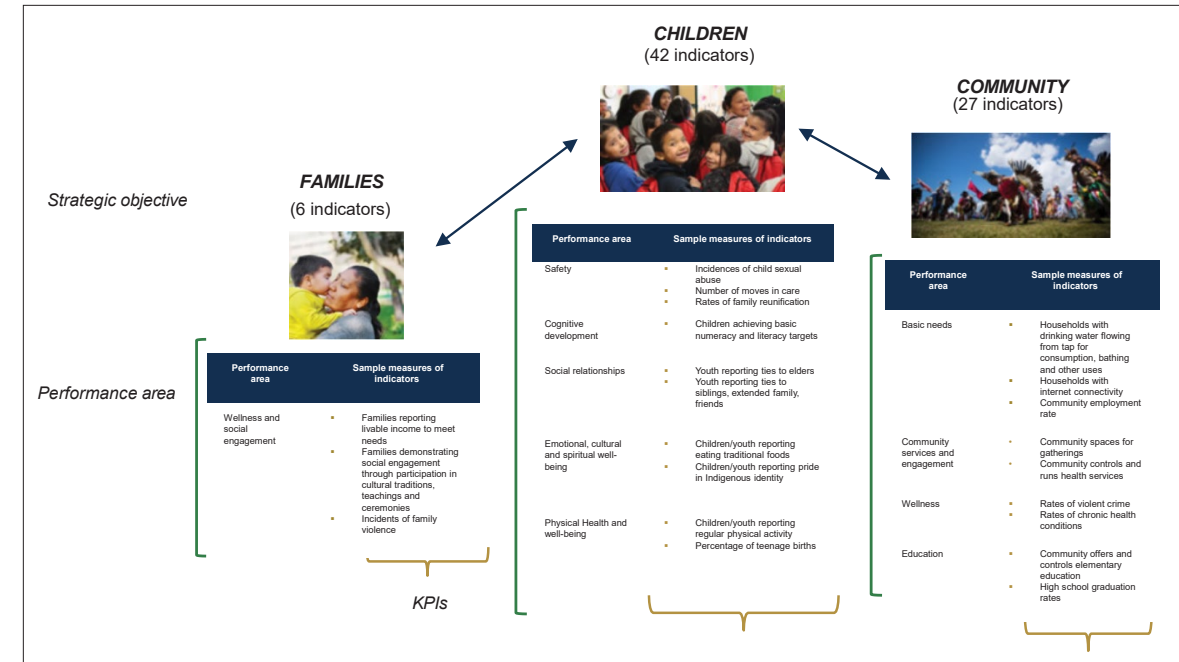 CHILDREN
(42 indicators)
COMMUNITY
(27 indicators)
FAMILIES
(6 indicators)
Strategic objective
Performance area
Performance
area
Sample measures of
indicators
Wellness and
social
engagement
▪ Families reporting
livable income to meet
needs
▪ Families demonstrating
social engagement
through participation in
cultural traditions,
teachings and
ceremonies
▪ Incidents of family
violence
KPIs
Performance area
Sample measures of indicators
Safety
▪ Incidences of child sexual
abuse
▪ Number of moves in care
▪ Rates of family reunification
Cognitive
development
▪ Children achieving basic
numeracy and literacy targets
Social relationships
▪ Youth reporting ties to elders
▪ Youth reporting ties to
siblings, extended family,
friends
Emotional, cultural
and spiritual well-
being
▪ Children/youth reporting
eating traditional foods
▪ Children/youth reporting pride
in Indigenous identity
Physical Health and
well-being
▪ Children/youth reporting
regular physical activity
▪ Percentage of teenage births
Performance
area
Sample measures of
indicators
Basic needs
▪ Households with
drinking water flowing
from tap for
consumption, bathing
and other uses
▪ Households with
internet connectivity
▪ Community employment
rate
Community
services and
engagement
▪ Community spaces for
gatherings
▪ Community controls and
runs health services
Wellness
▪ Rates of violent crime
▪ Rates of chronic health
conditions
Education
▪ Community offers and
controls elementary
education
▪ High school graduation
rates